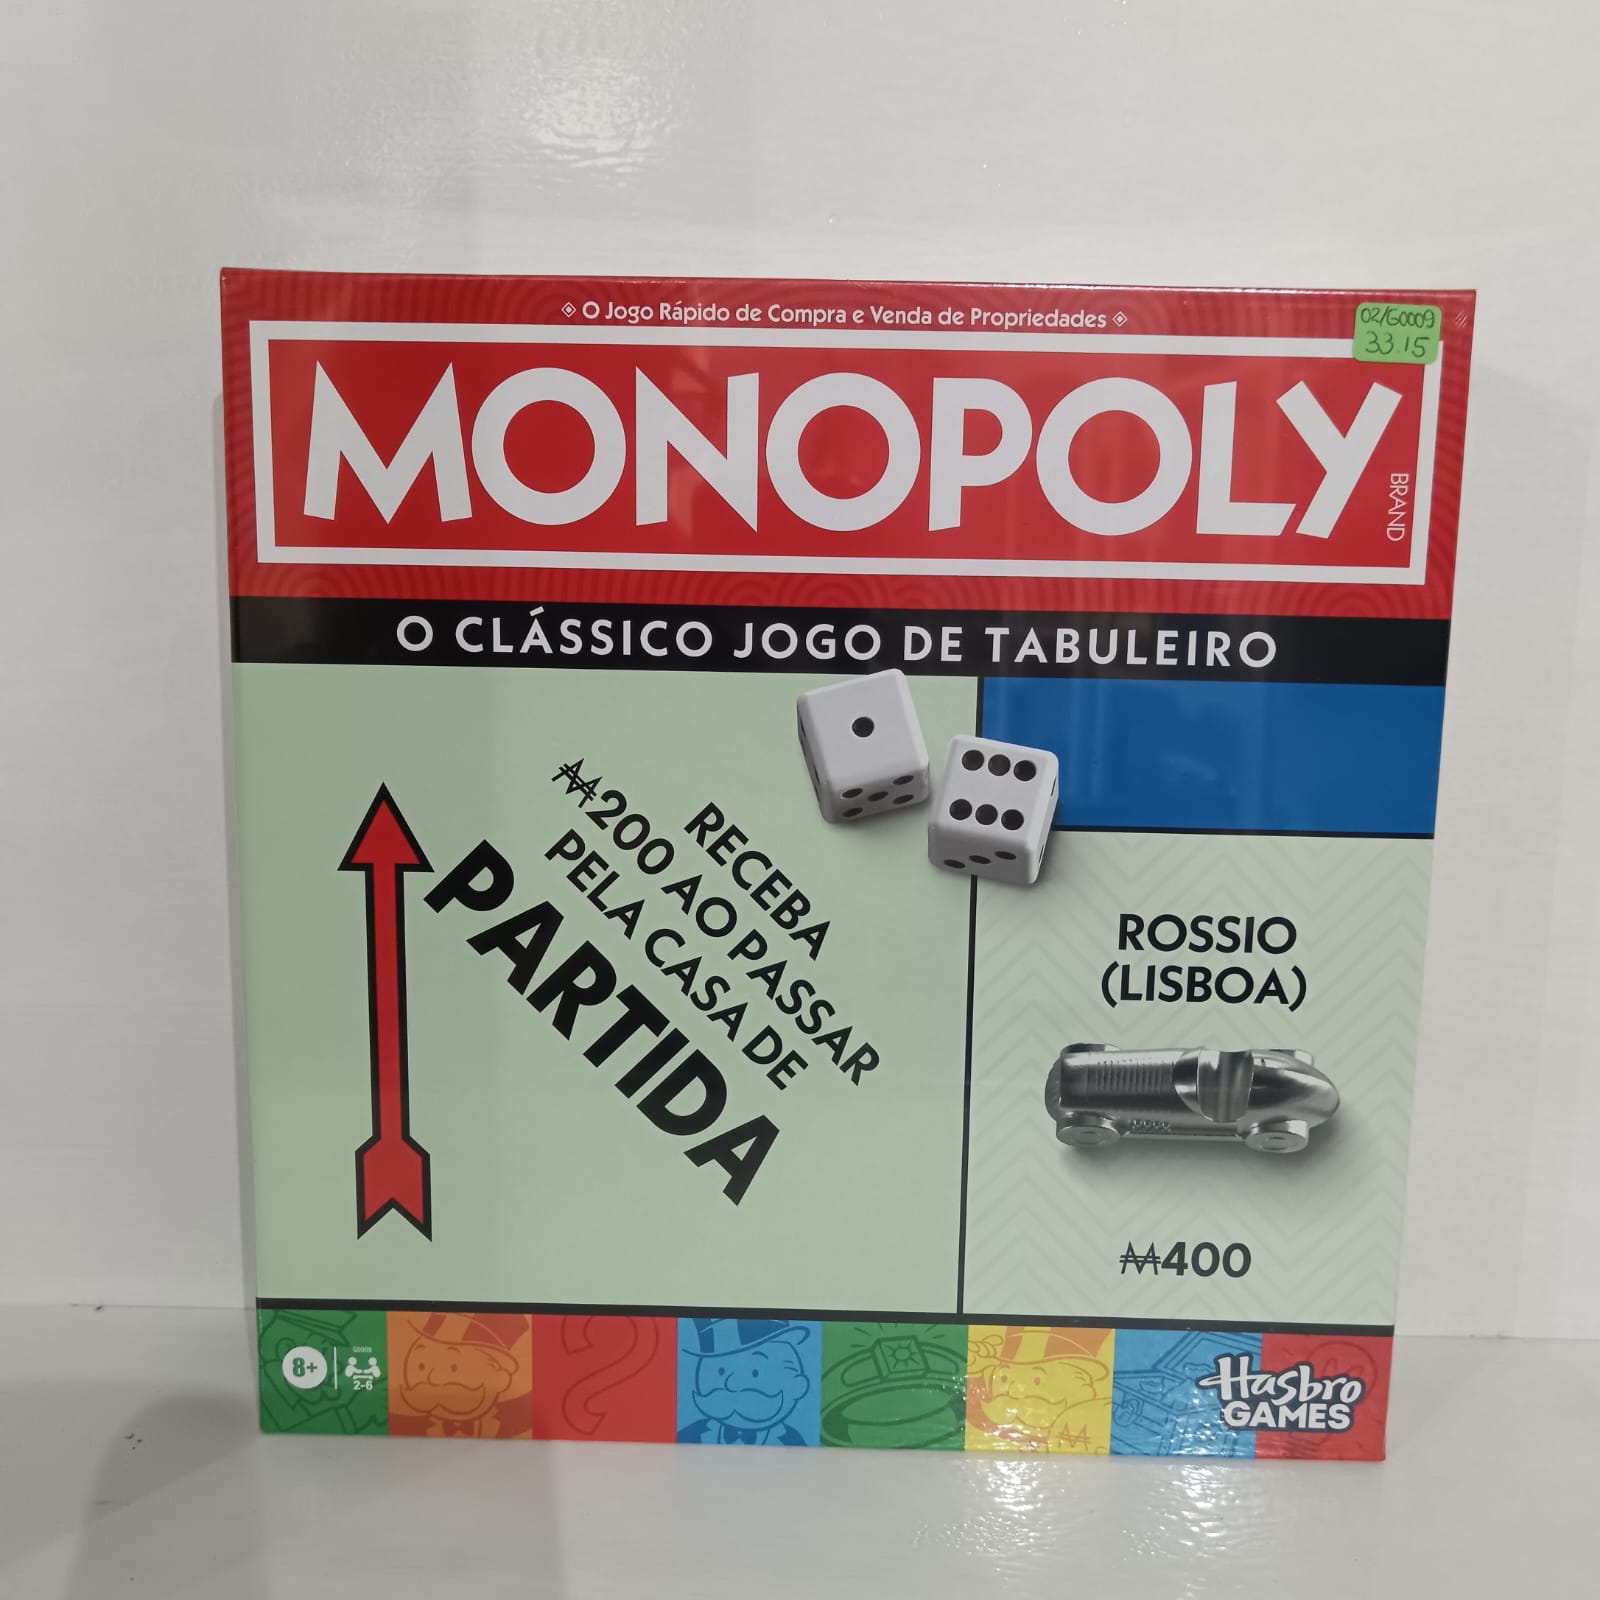 ◈ O Jogo Rápido de Compra e Venda de Propriedades ◈
02/G0009
33.15
MONOPOLY
BRAND
O CLÁSSICO JOGO DE TABULEIRO
RECEBA
₩200 AO PASSAR
PELA CASA DE
PARTIDA
ROSSIO
(LISBOA)
₩400
8+
G0009
2-6
Hasbro
GAMES